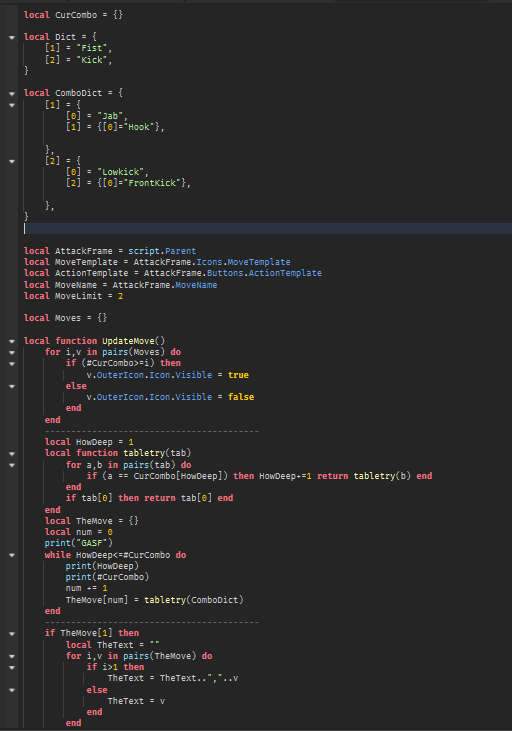 local CurCombo = {}
local Dict = {
[1] = "Fist",
[2] = "Kick",
}
local ComboDict = {
[1] = {
[0] = "Jab",
[1] = {[0]="Hook"},
},
[2] = {
[0] = "Lowkick",
[2] = {[0]="FrontKick"},
},
}
local AttackFrame = script.Parent
local MoveTemplate = AttackFrame.Icons.MoveTemplate
local ActionTemplate = AttackFrame.Buttons.ActionTemplate
local MoveName = AttackFrame.MoveName
local MoveLimit = 2
local Moves = {}
local function UpdateMove()
for i,v in pairs(Moves) do
if (#CurCombo>=i) then
v.OuterIcon.Icon.Visible = true
else
v.OuterIcon.Icon.Visible = false
end
end
----------------------------------------
local HowDeep = 1
local function tabletry(tab)
for a,b in pairs(tab) do
if (a == CurCombo[HowDeep]) then HowDeep+=1 return tabletry(b) end
end
if tab[0] then return tab[0] end
end
local TheMove = {}
local num = 0
print("GASF")
while HowDeep<=#CurCombo do
print(HowDeep)
print(#CurCombo)
num += 1
TheMove[num] = tabletry(ComboDict)
end
----------------------------------------
if TheMove[1] then
local TheText = ""
for i,v in pairs(TheMove) do
if i>1 then
TheText = TheText..","..v
else
TheText = v
end
end